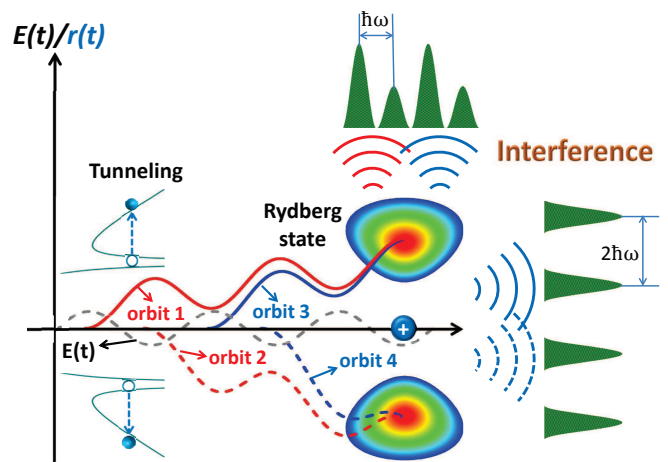 E(t)/r(t)
ħω
Tunneling
Interference
Rydberg
state
2ħω
orbit 1
orbit 3
+
E(t)
orbit 2
orbit 4